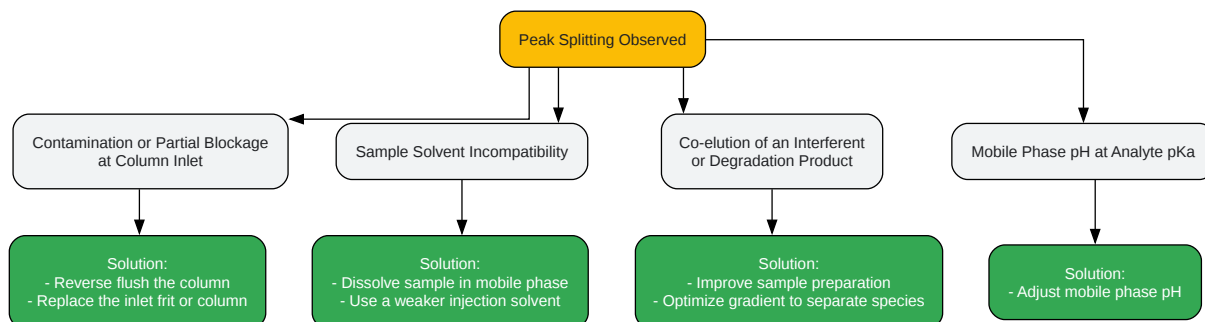 Peak Splitting Observed
Contamination or Partial Blockage
at Column Inlet
Sample Solvent Incompatibility
Co-elution of an Interferent
or Degradation Product
Mobile Phase pH at Analyte pKa
Solution:
- Reverse flush the column
- Replace the inlet frit or column
Solution:
- Dissolve sample in mobile phase
- Use a weaker injection solvent
Solution:
- Improve sample preparation
- Optimize gradient to separate species
Solution:
- Adjust mobile phase pH